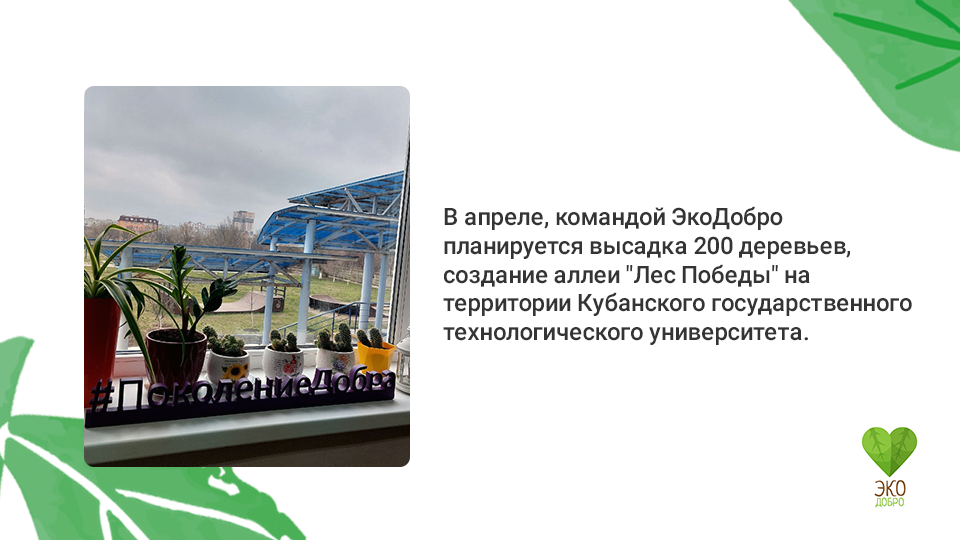 #ПоколениеДобра
В апреле, командой ЭкоДобро
планируется высадка 200 деревьев,
создание аллеи "Лес Победы" на
территории Кубанского государственного
технологического университета.
ЭКО
ДОБРО